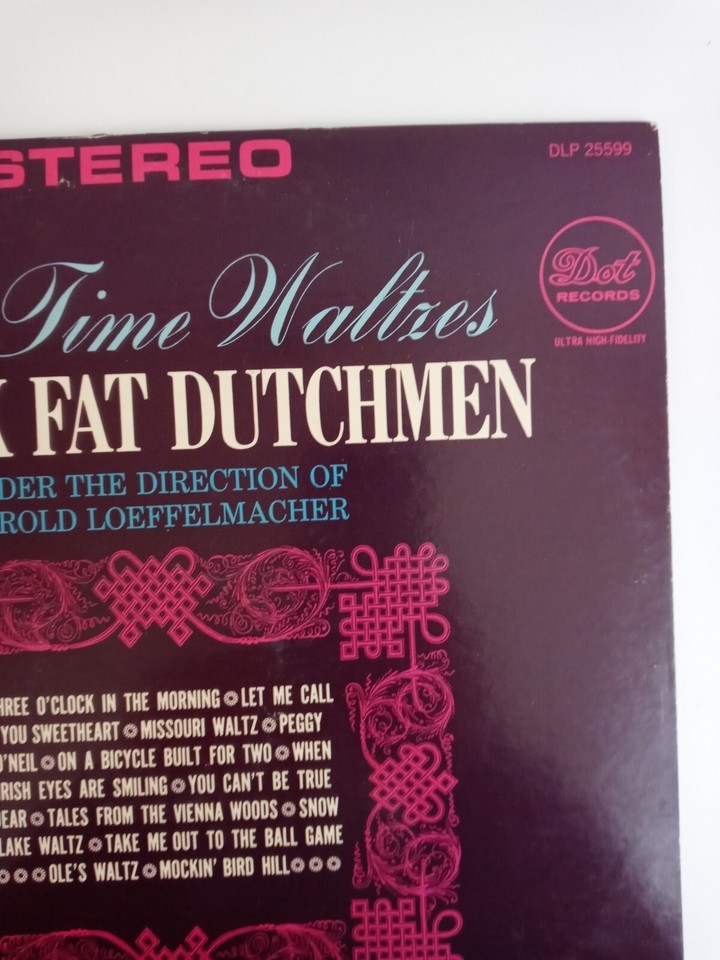 STEREO
DLP 25599
Dot
RECORDS
ULTRA HIGH-FIDELITY
Time Waltzes
X FAT DUTCHMEN
DER THE DIRECTION OF
ROLD LOEFFELMACHER
HREE O'CLOCK IN THE MORNING LET ME CALL
YOU SWEETHEART MISSOURI WALTZ PEGGY
O'NEIL ON A BICYCLE BUILT FOR TWO WHEN
RISH EYES ARE SMILING YOU CAN'T BE TRUE
EAR TALES FROM THE VIENNA WOODS SNOW
LAKE WALTZ TAKE ME OUT TO THE BALL GAME
OLE'S WALTZ MOCKIN' BIRD HILL